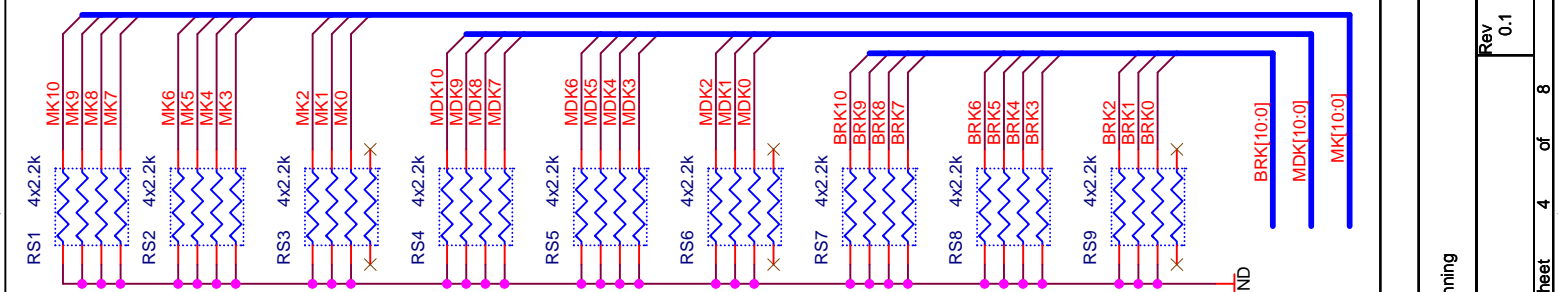 MK10
MK9
MK8
MK7
MK6
MK5
MK4
MK3
MK2
MK1
MK0
MDK10
MDK9
MDK8
MDK7
MDK6
MDK5
MDK4
MDK3
MDK2
MDK1
MDK0
BRK10
BRK9
BRK8
BRK7
BRK6
BRK5
BRK4
BRK3
BRK2
BRK1
BRK0
BRK[10:0]
MDK[10:0]
MK[10:0]
RS1 4x2.2k
RS2 4x2.2k
RS3 4x2.2k
RS4 4x2.2k
RS5 4x2.2k
RS6 4x2.2k
RS7 4x2.2k
RS8 4x2.2k
RS9 4x2.2k
ND
nning
Rev
0.1
heet 4 of 8